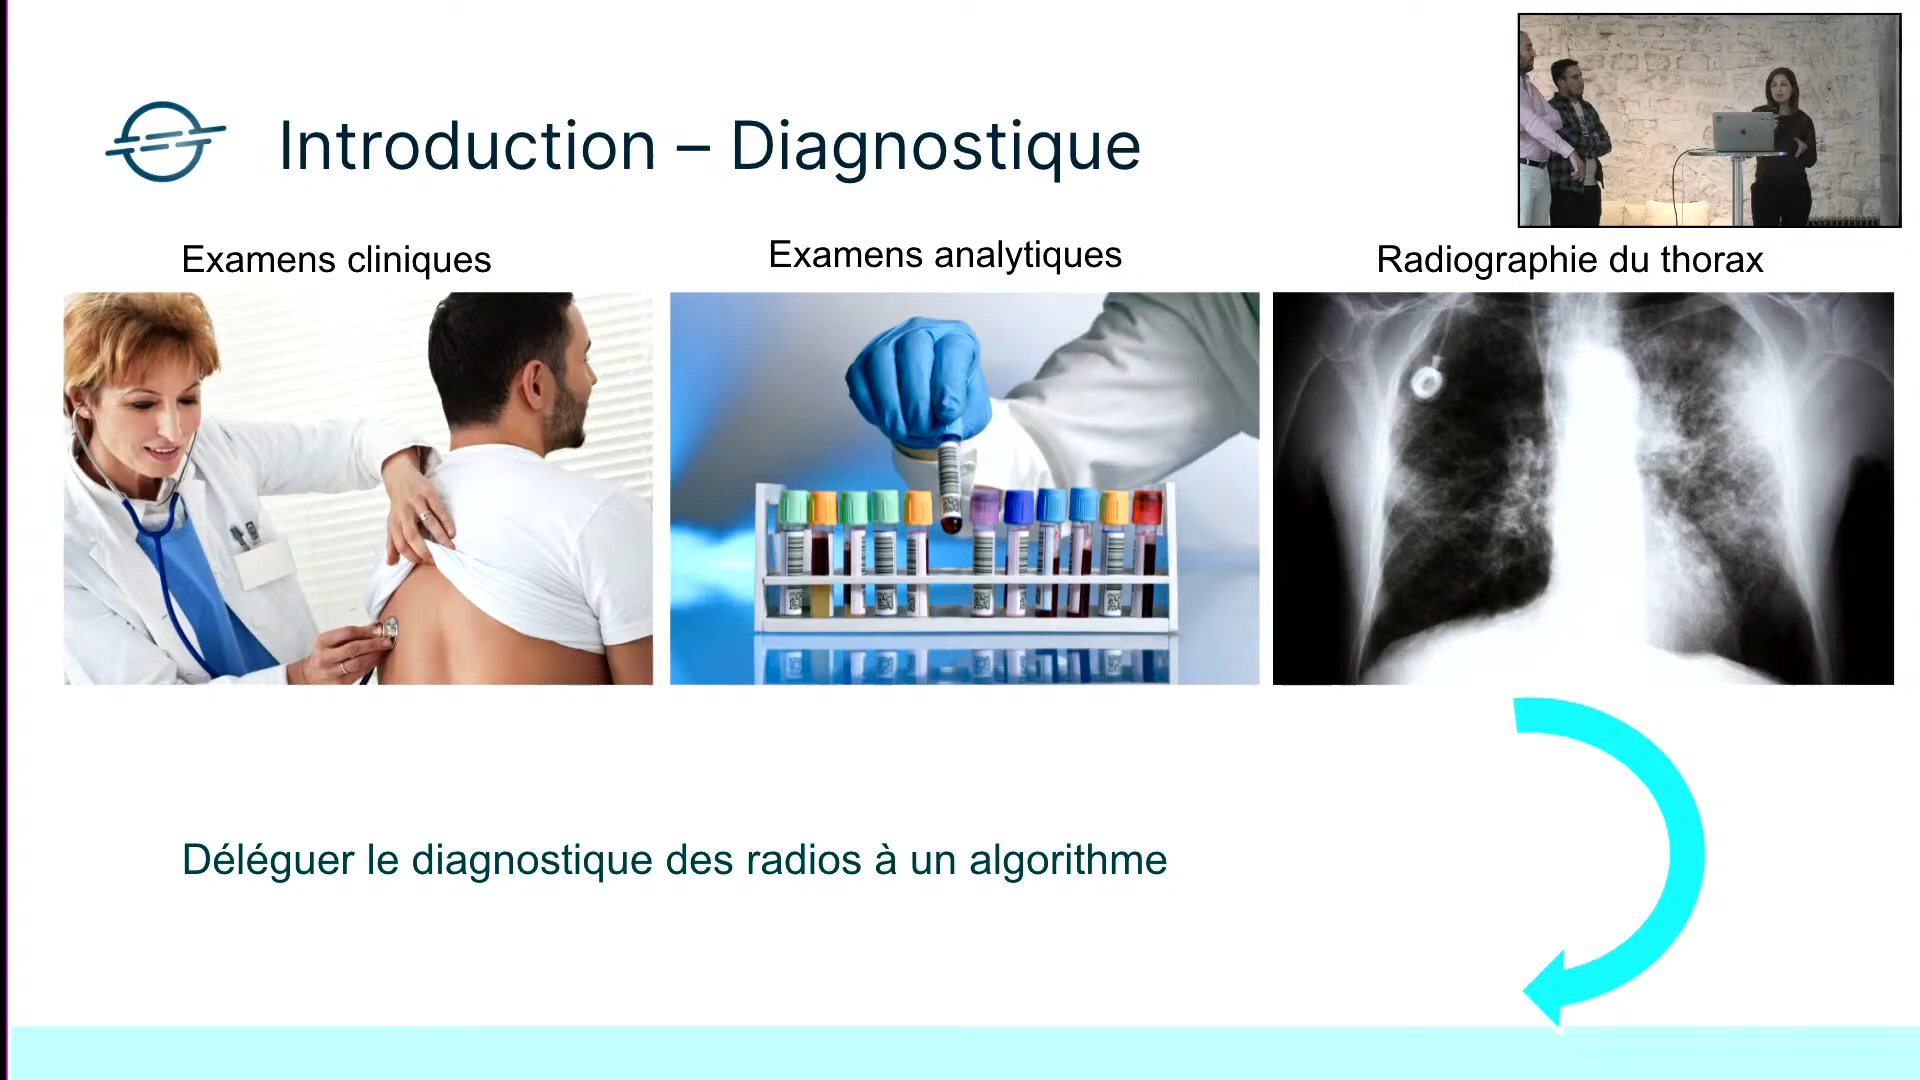 Introduction – Diagnostique
Examens cliniques
Examens analytiques
Radiographie du thorax
Déléguer le diagnostique des radios à un algorithme